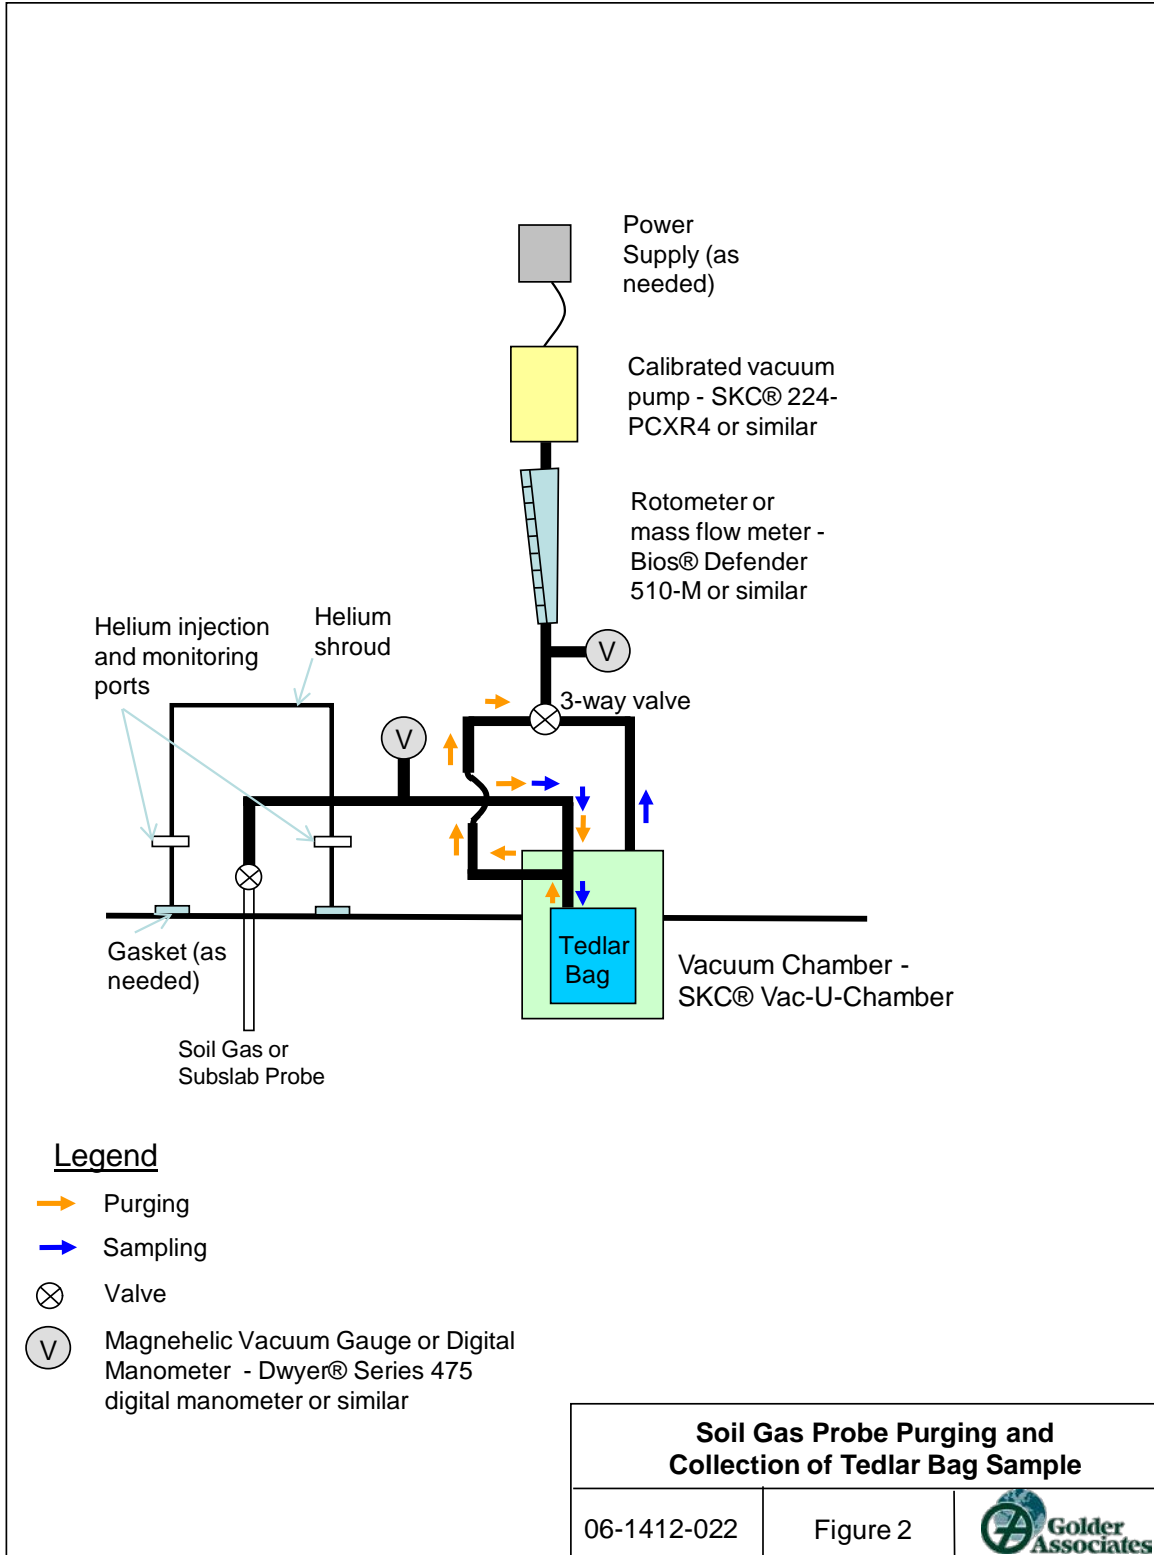 Power
Supply (as
needed)
Calibrated vacuum
pump - SKC® 224-
PCXR4 or similar
Rotometer or
mass flow meter -
Bios® Defender
510-M or similar
Helium injection
and monitoring
ports
Helium
shroud
V
3-way valve
V
Gasket (as
needed)
Tedlar
Bag
Vacuum Chamber -
SKC® Vac-U-Chamber
Soil Gas or
Subslab Probe
Legend
Purging
Sampling
Valve
V
Magnehelic Vacuum Gauge or Digital
Manometer - Dwyer® Series 475
digital manometer or similar
Soil Gas Probe Purging and
Collection of Tedlar Bag Sample
06-1412-022
Figure 2
Golder
Associates